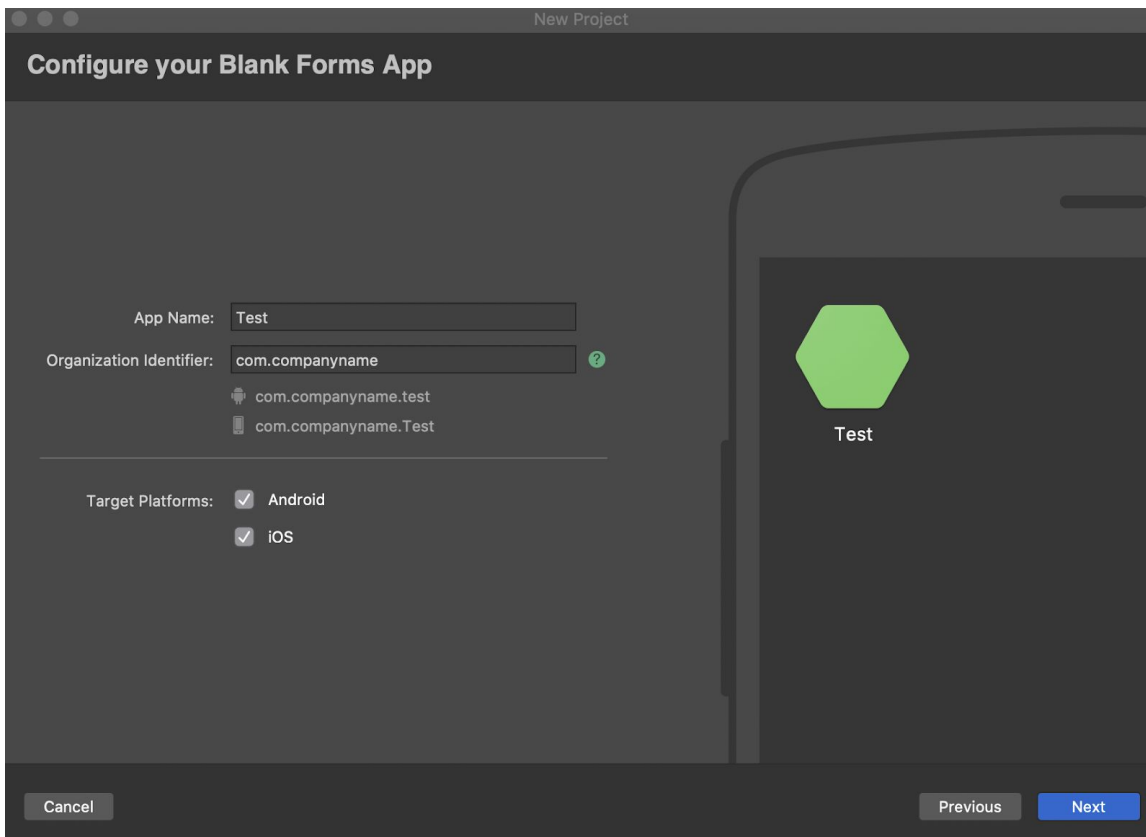 New Project
Configure your Blank Forms App
App Name: Test
Organization Identifier: com.companyname ?
com.companyname.test
com.companyname.Test
Target Platforms: Android
iOS
Test
Cancel Previous Next